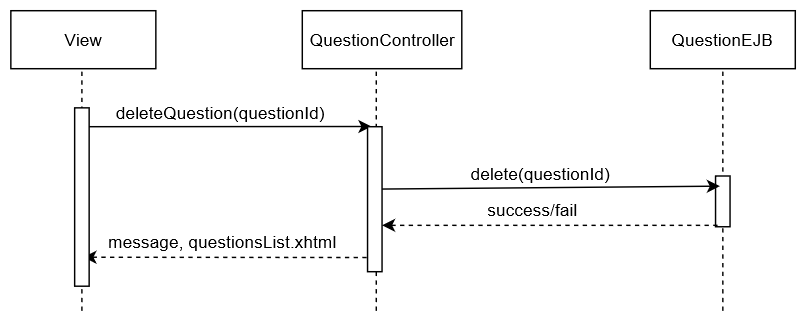 View
QuestionController
QuestionEJB
deleteQuestion(questionId)
delete(questionId)
success/fail
message, questionsList.xhtml